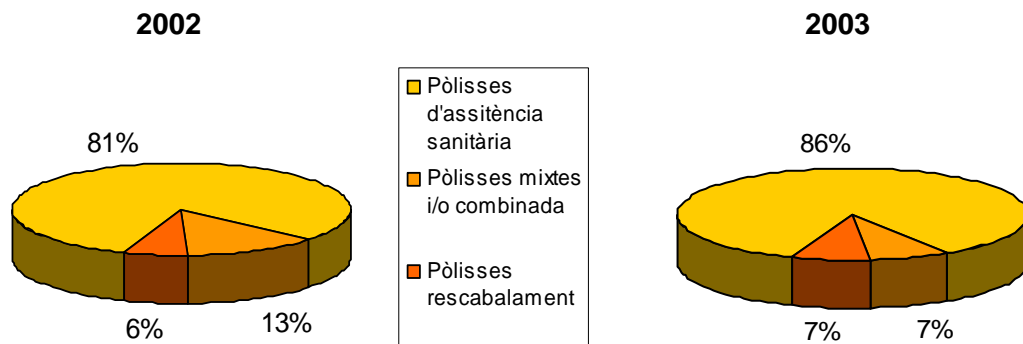 2002
2003
Pòlisses
d'assitència
sanitària
Pòlisses mixtes
i/o combinada
Pòlisses
rescabalament
81%
6%
13%
86%
7%
7%